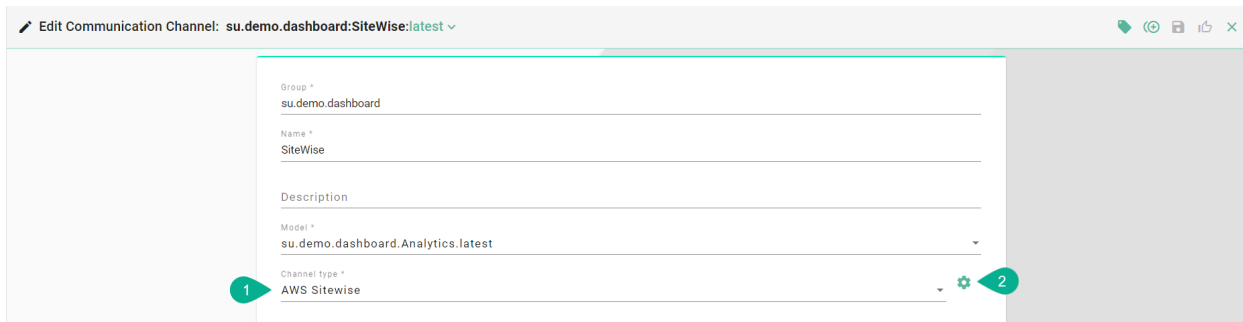 Edit Communication Channel: su.demo.dashboard:SiteWise:latest
Group *
su.demo.dashboard
Name *
SiteWise
Description
Model *
su.demo.dashboard.Analytics.latest
Channel type *
1 AWS Sitewise 2